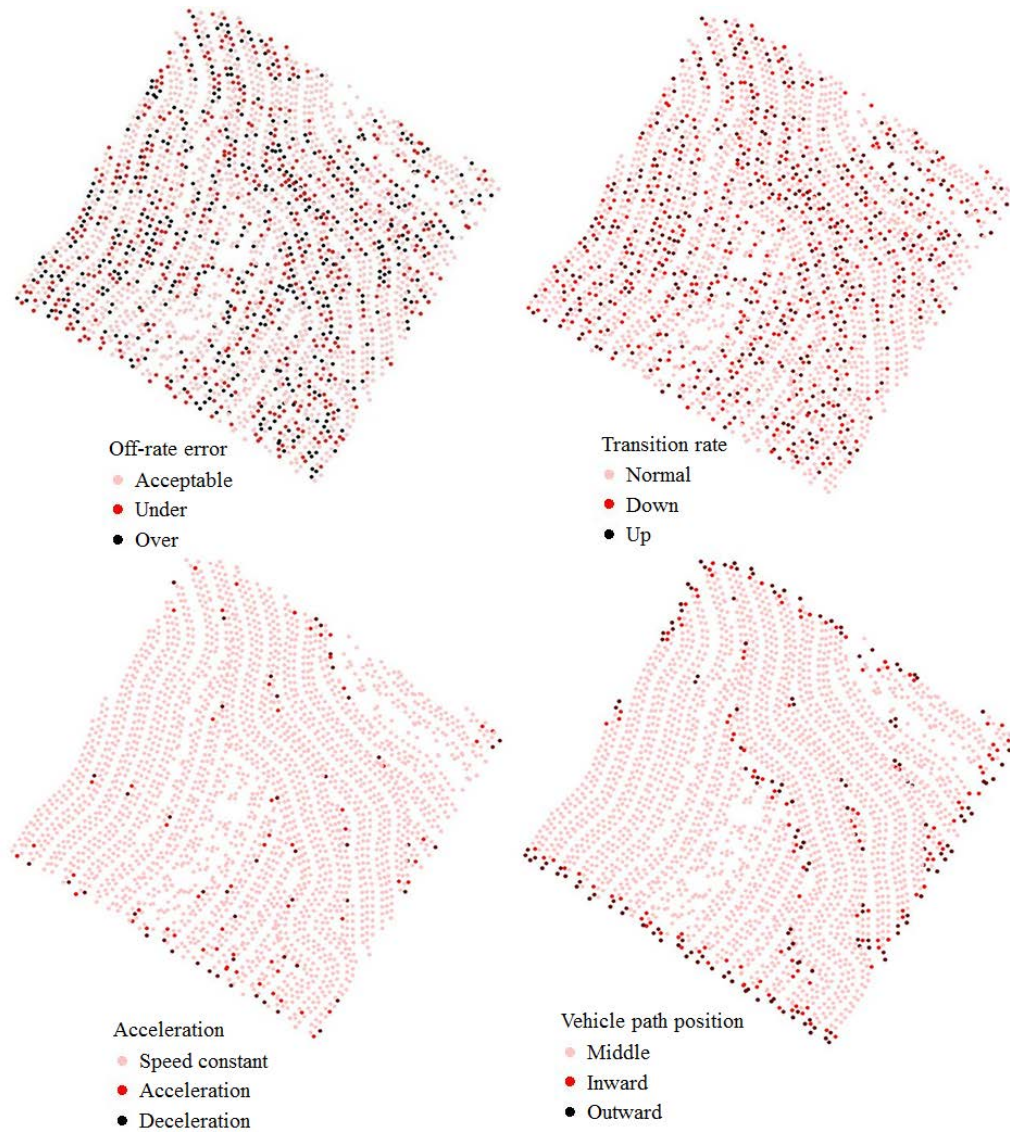 Off-rate error
Acceptable
Under
Over
Transition rate
Normal
Down
Up
Acceleration
Speed constant
Acceleration
Deceleration
Vehicle path position
Middle
Inward
Outward